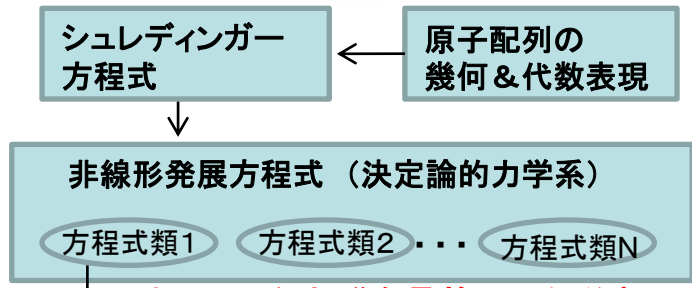 シュレディンガー
方程式
原子配列の
幾何＆代数表現
非線形発展方程式 （決定論的力学系）
方程式類1
方程式類2
・・・
方程式類N